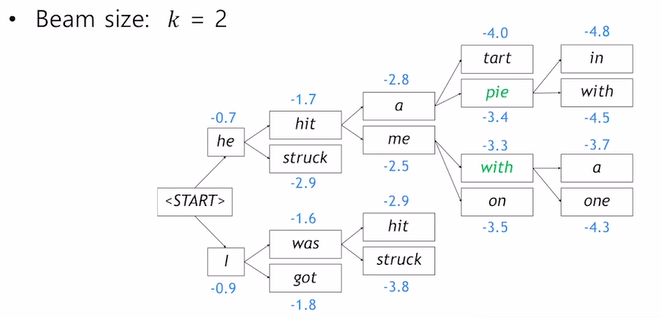 • Beam size: k = 2
-4.0 -4.8
tart in
-2.8
a pie with
-1.7 -3.4 -4.5
-0.7 hit
he me -3.3 -3.7
struck -2.5 with a
-2.9
<START> -2.9 on one
-1.6 hit -3.5 -4.3
was
I struck
got -3.8
-0.9
-1.8